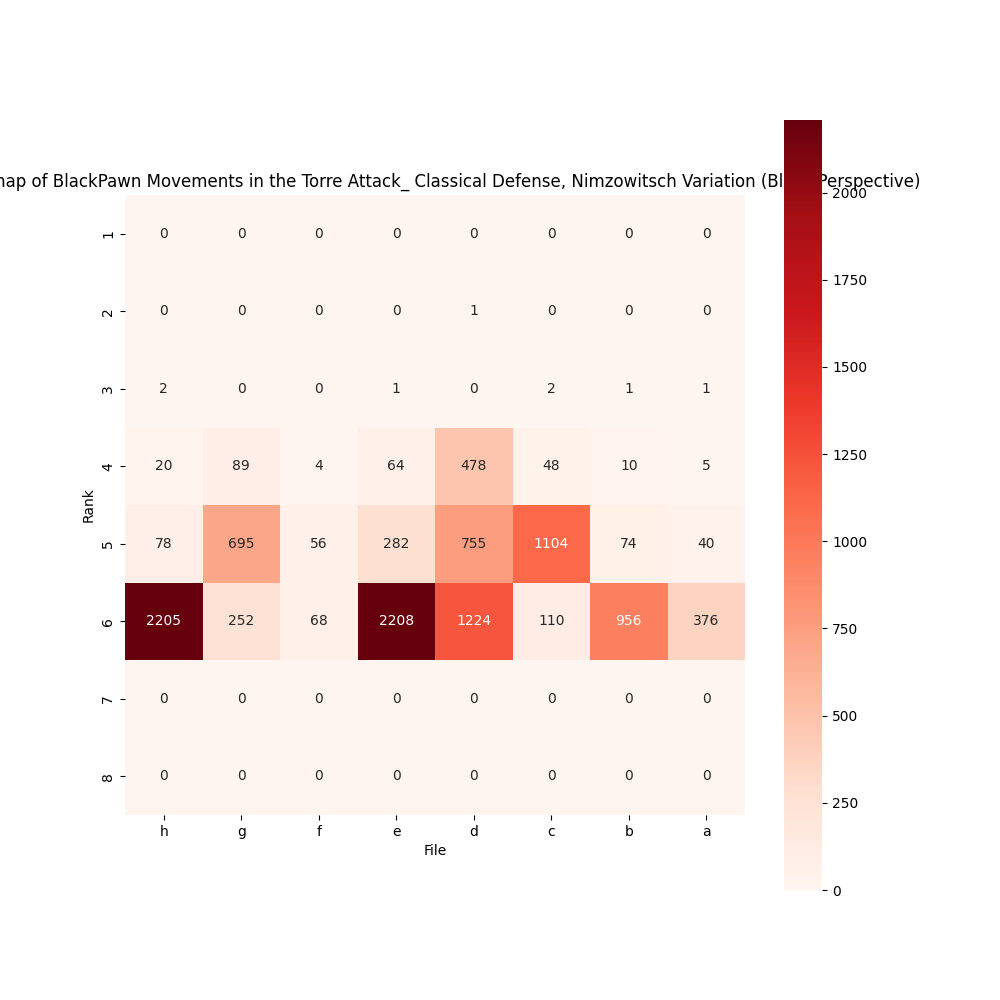 map of BlackPawn Movements in the Torre Attack_ Classical Defense, Nimzowitsch Variation (Bl Perspective)
1 0 0 0 0 0 0 0 0
2 0 0 0 0 1 0 0 0
3 2 0 0 1 0 2 1 1
4 20 89 4 64 478 48 10 5
5 78 695 56 282 755 1104 74 40
6 2205 252 68 2208 1224 110 956 376
7 0 0 0 0 0 0 0 0
8 0 0 0 0 0 0 0 0
h g f e d c b a
File
Rank
2000
1750
1500
1250
1000
750
500
250
0